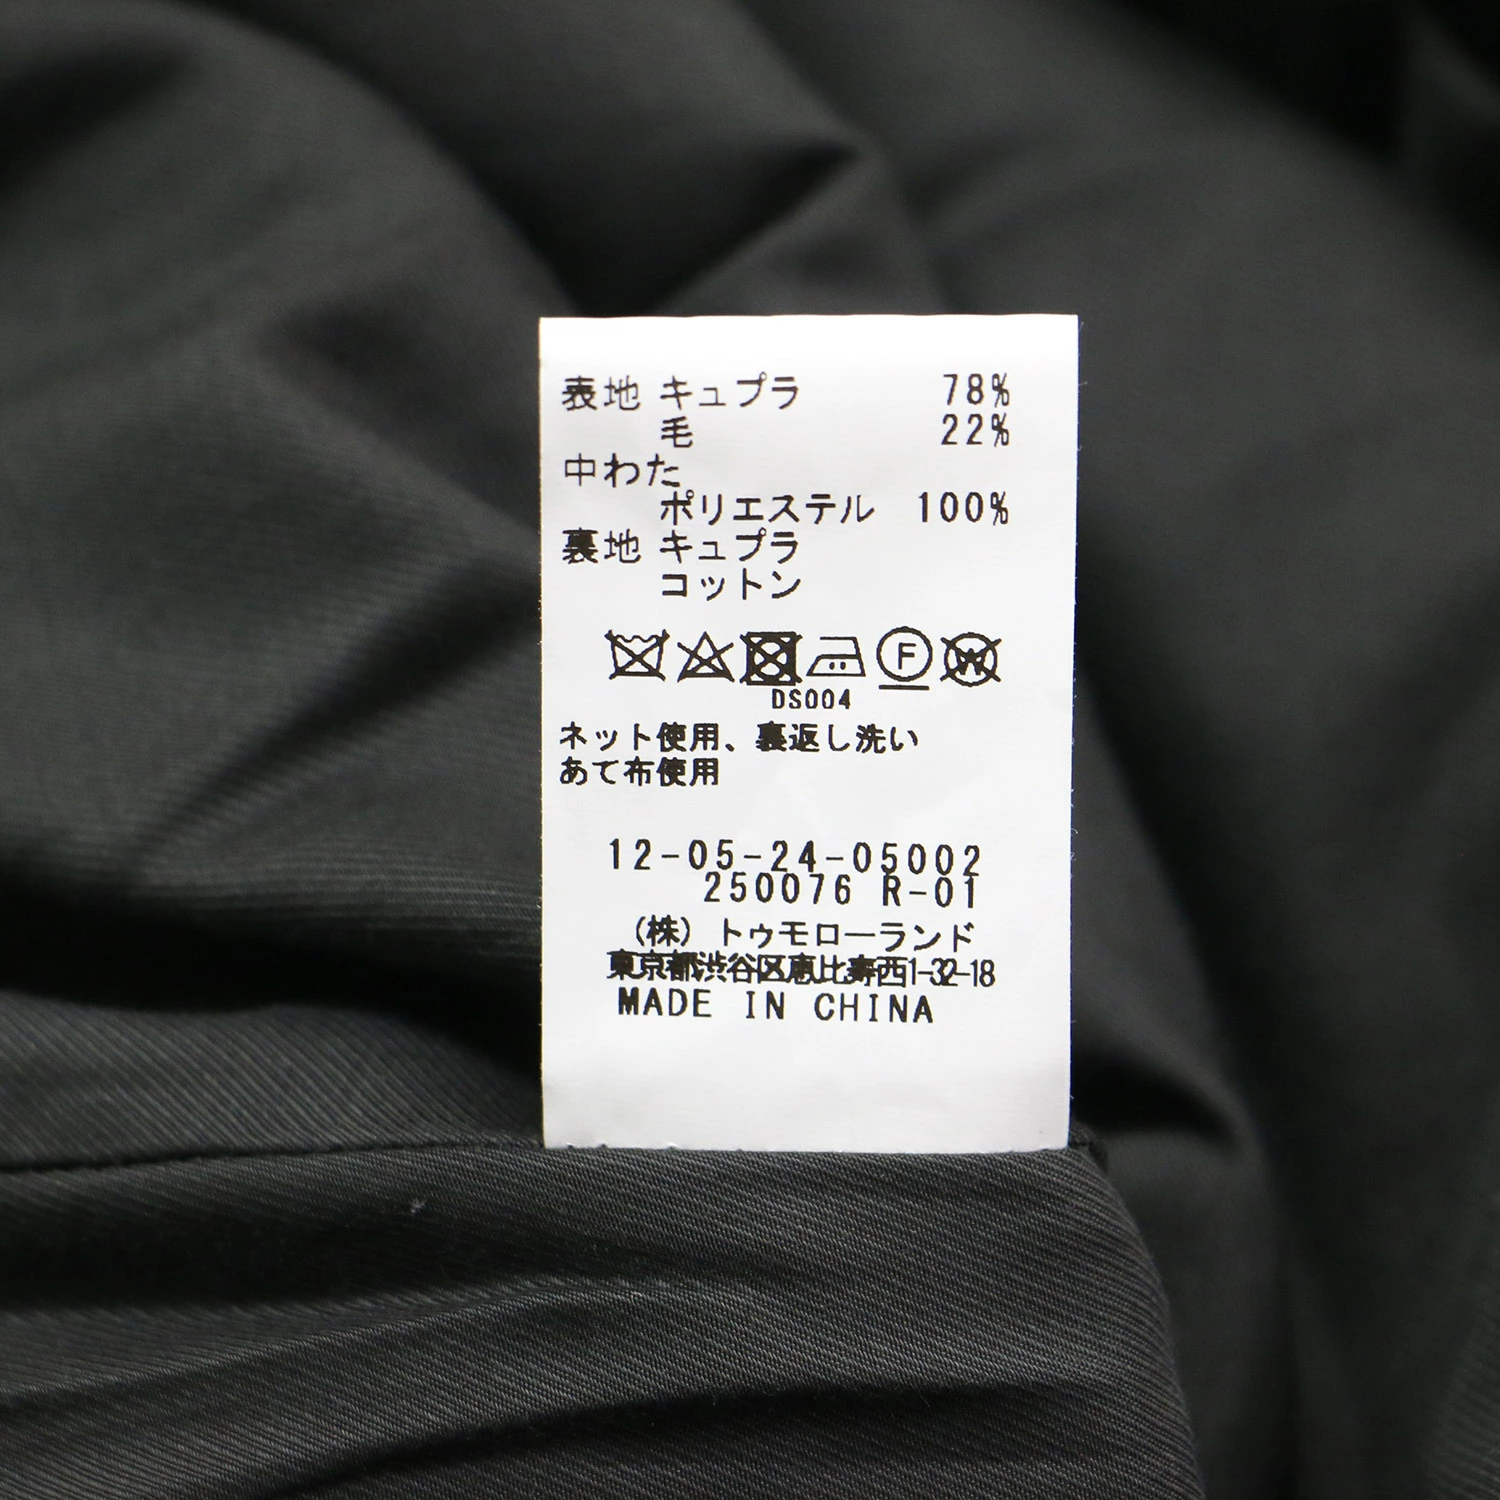 表地 キュプラ 78%
毛 22%
中わた
ポリエステル 100%
裏地 キュプラ
コットン
F W
DS004
ネット使用、裏返し洗い
あて布使用
12-05-24-05002
250076 R-01
(株) トゥモローランド
東京都渋谷区恵比寿西1-32-18
MADE IN CHINA